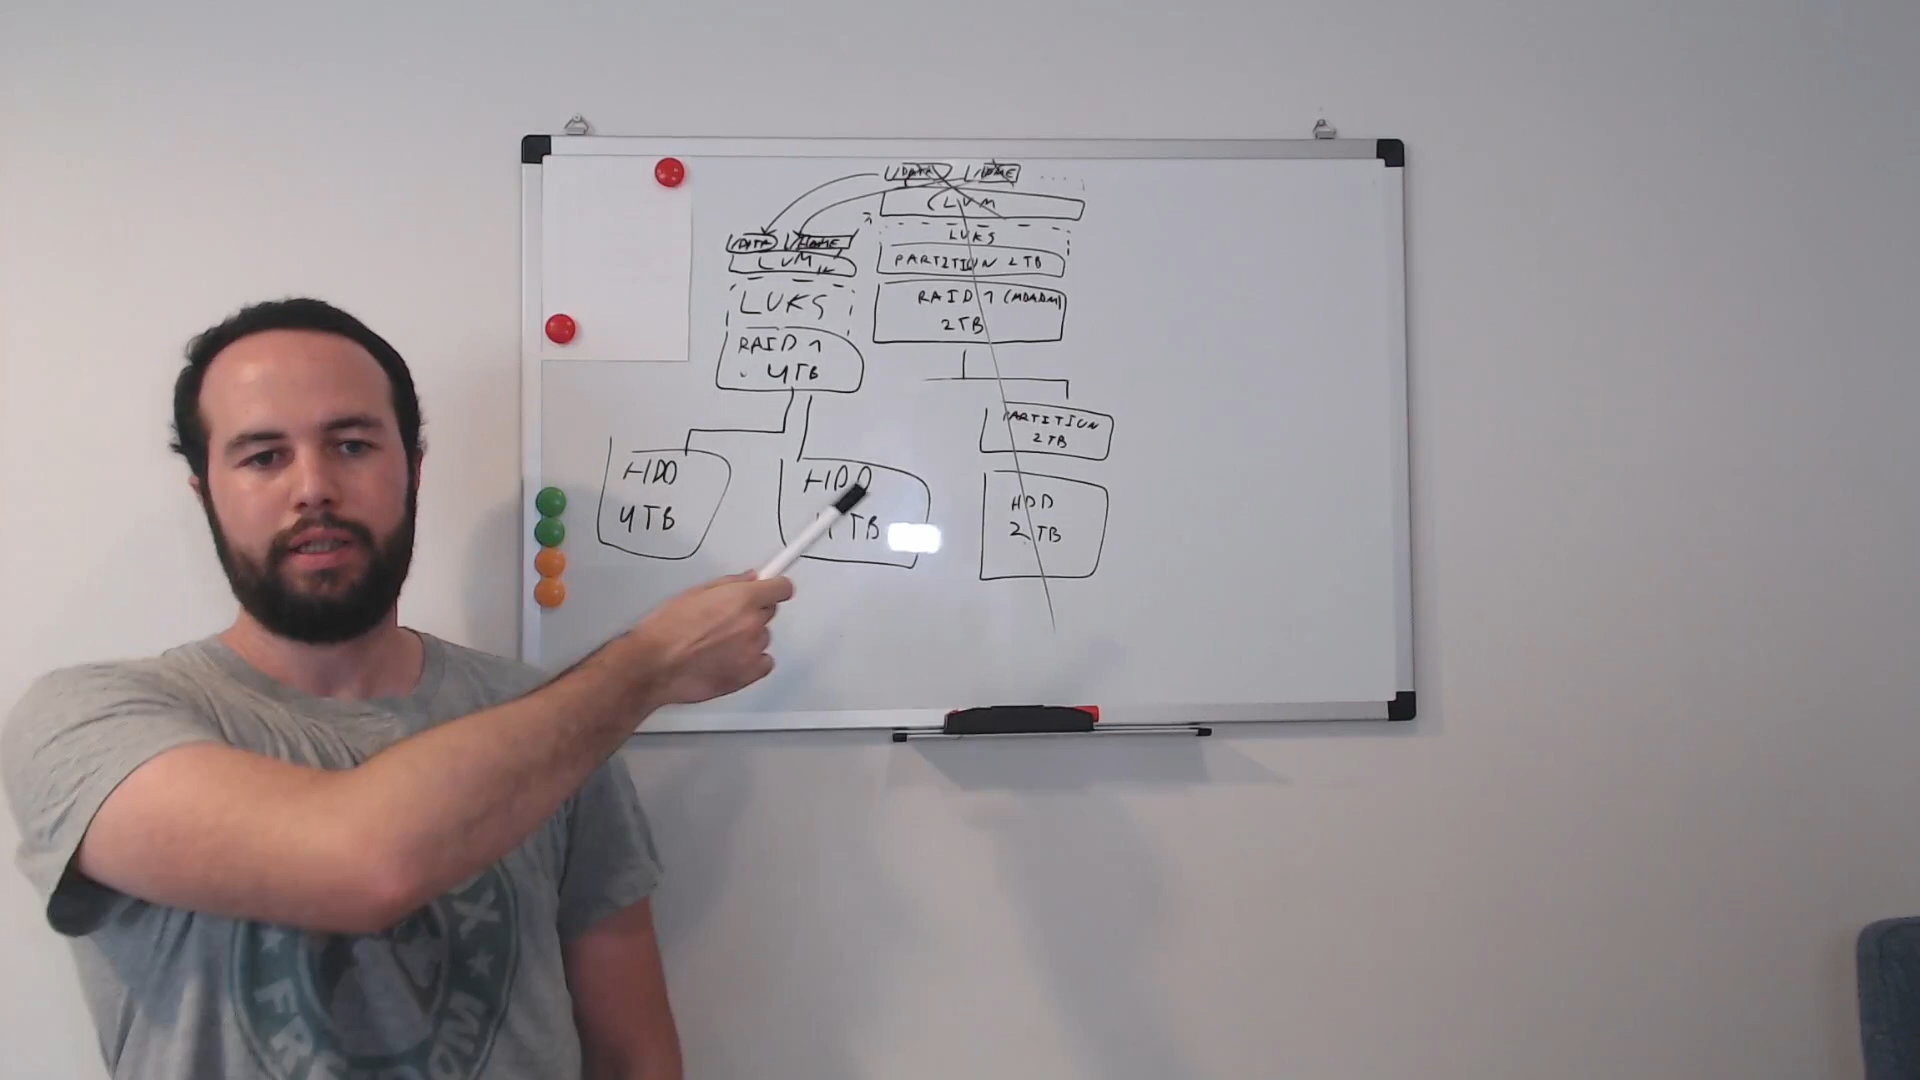 /DATA
/HOME
LVM
LUKS
RAID 1
4TB
HDD
4TB
HDD
TB
/DATA
/HOME
LVM
LUKS
PARTITION 2TB
RAID 1 (MDADM)
2TB
PARTITION
2TB
HDD
2TB